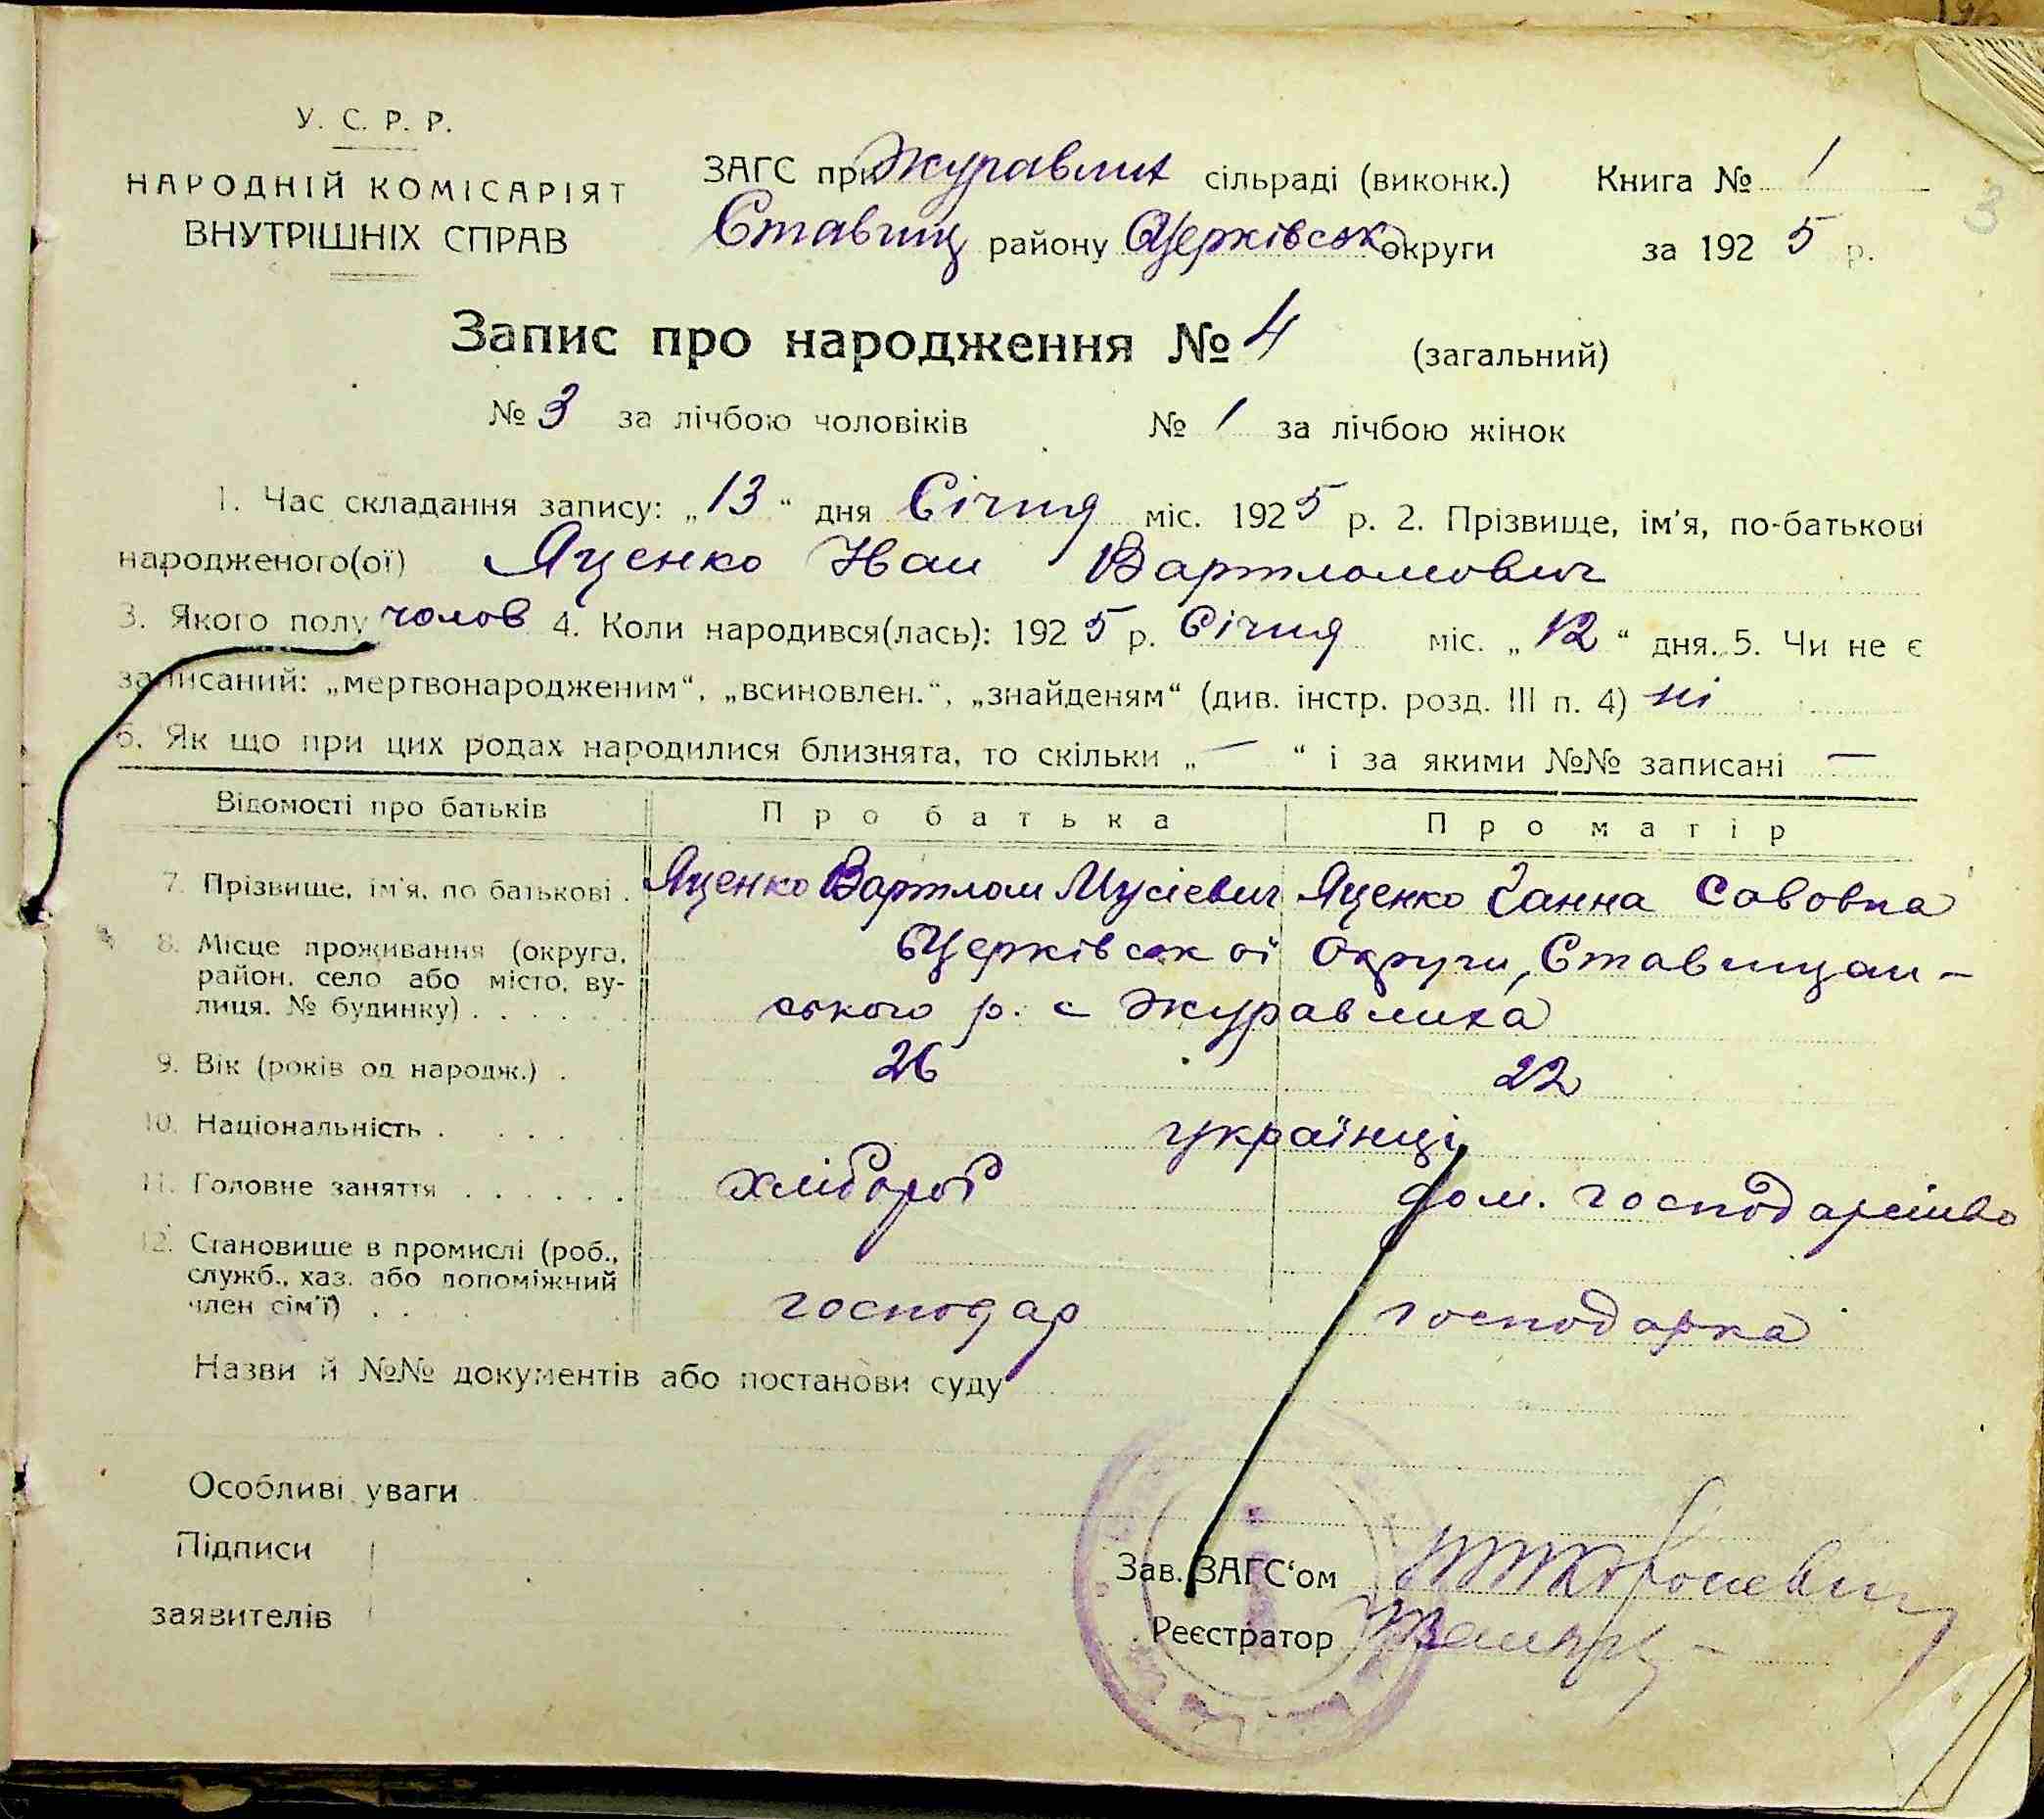 У. С. Р. Р.
НАРОДНІЙ КОМІСАРІЯТ
ВНУТРІШНІХ СПРАВ
ЗАГС при Журавлих сільраді (виконк.) Книга № 1
Ставищ району БЦерківськ округи за 1925 р.
3
Запис про народження № 4 (загальний)
№ 3 за лічбою чоловіків № 1 за лічбою жінок
1. Час складання запису: „13“ дня Січня міс. 1925 р. 2. Прізвище, ім'я, по-батькові
народженого(ої) Яценко Іван Вартломович
3. Якого полу чолов 4. Коли народився(лась): 1925 р. Січня міс. „12“ дня. 5. Чи не є
записаний: „мертвонародженим“, „всиновлен.“, „знайденям“ (див. інстр. розд. III п. 4) ні
6. Як що при цих родах народилися близнята, то скільки „—“ і за якими №№ записані —
Відомості про батьків Про батька Про матір
7. Прізвище, ім'я, по батькові . Яценко Вартлом Мусієвич Яценко Ганна Савовна
8. Місце проживання (округа, БЦерківської Округи, Ставищан-
район, село або місто, ву-
лиця, № будинку) . . . . . . ського р. с Журавлиха
9. Вік (років од народж.) . 26 22
10. Національність . . . . українці
11. Головне заняття . . . . . . хлібороб дом. господарство
12. Становище в промислі (роб.,
служб., хаз. або допоміжний
член сім'ї) . . господар господарка
Назви й №№ документів або постанови суду
Особливі уваги
Підписи
заявителів
Зав. ЗАГС'ом
Реєстратор